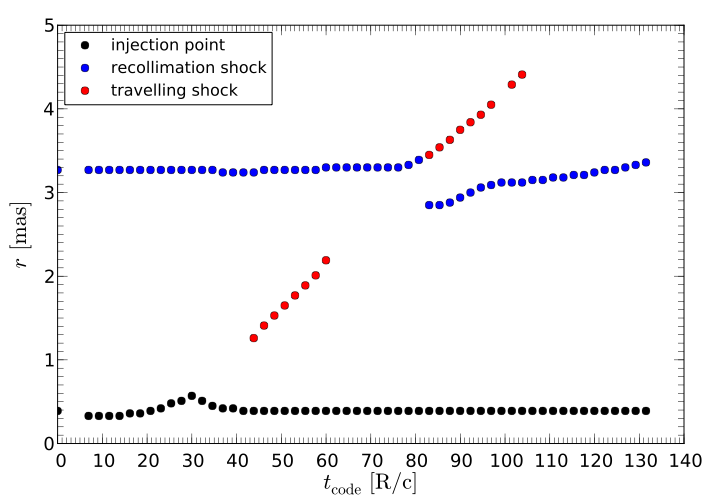 5
injection point
recollimation shock
travelling shock
4
3
r [mas]
2
1
0
0 10 20 30 40 50 60 70 80 90 100 110 120 130 140
t_code [R/c]